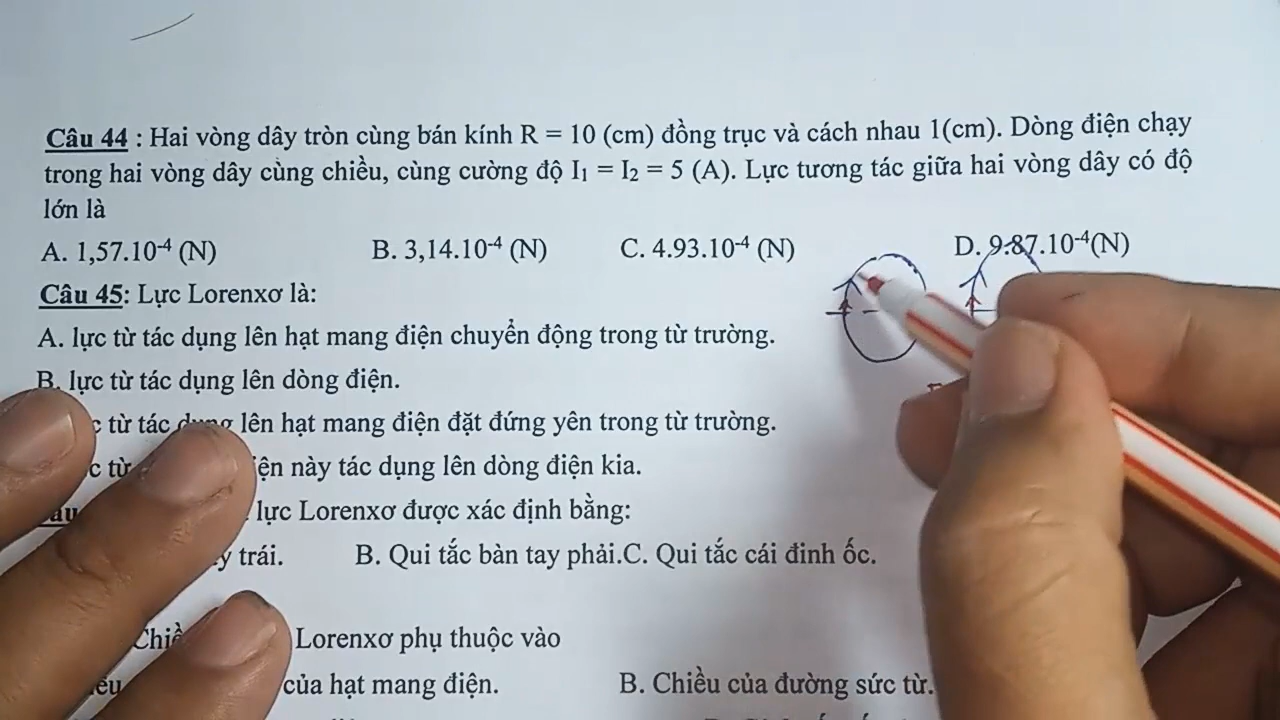 Câu 44 : Hai vòng dây tròn cùng bán kính R = 10 (cm) đồng trục và cách nhau 1(cm). Dòng điện chạy
trong hai vòng dây cùng chiều, cùng cường độ I₁ = I₂ = 5 (A). Lực tương tác giữa hai vòng dây có độ
lớn là
A. 1,57.10⁻⁴ (N) B. 3,14.10⁻⁴ (N) C. 4.93.10⁻⁴ (N) D. 9.87.10⁻⁴(N)
Câu 45: Lực Lorenxơ là:
A. lực từ tác dụng lên hạt mang điện chuyển động trong từ trường.
B. lực từ tác dụng lên dòng điện.
từ tác dụng lên hạt mang điện đặt đứng yên trong từ trường.
từ này tác dụng lên dòng điện kia.
lực Lorenxơ được xác định bằng:
trái. B. Qui tắc bàn tay phải.C. Qui tắc cái đinh ốc.
Lorenxơ phụ thuộc vào
của hạt mang điện. B. Chiều của đường sức từ.